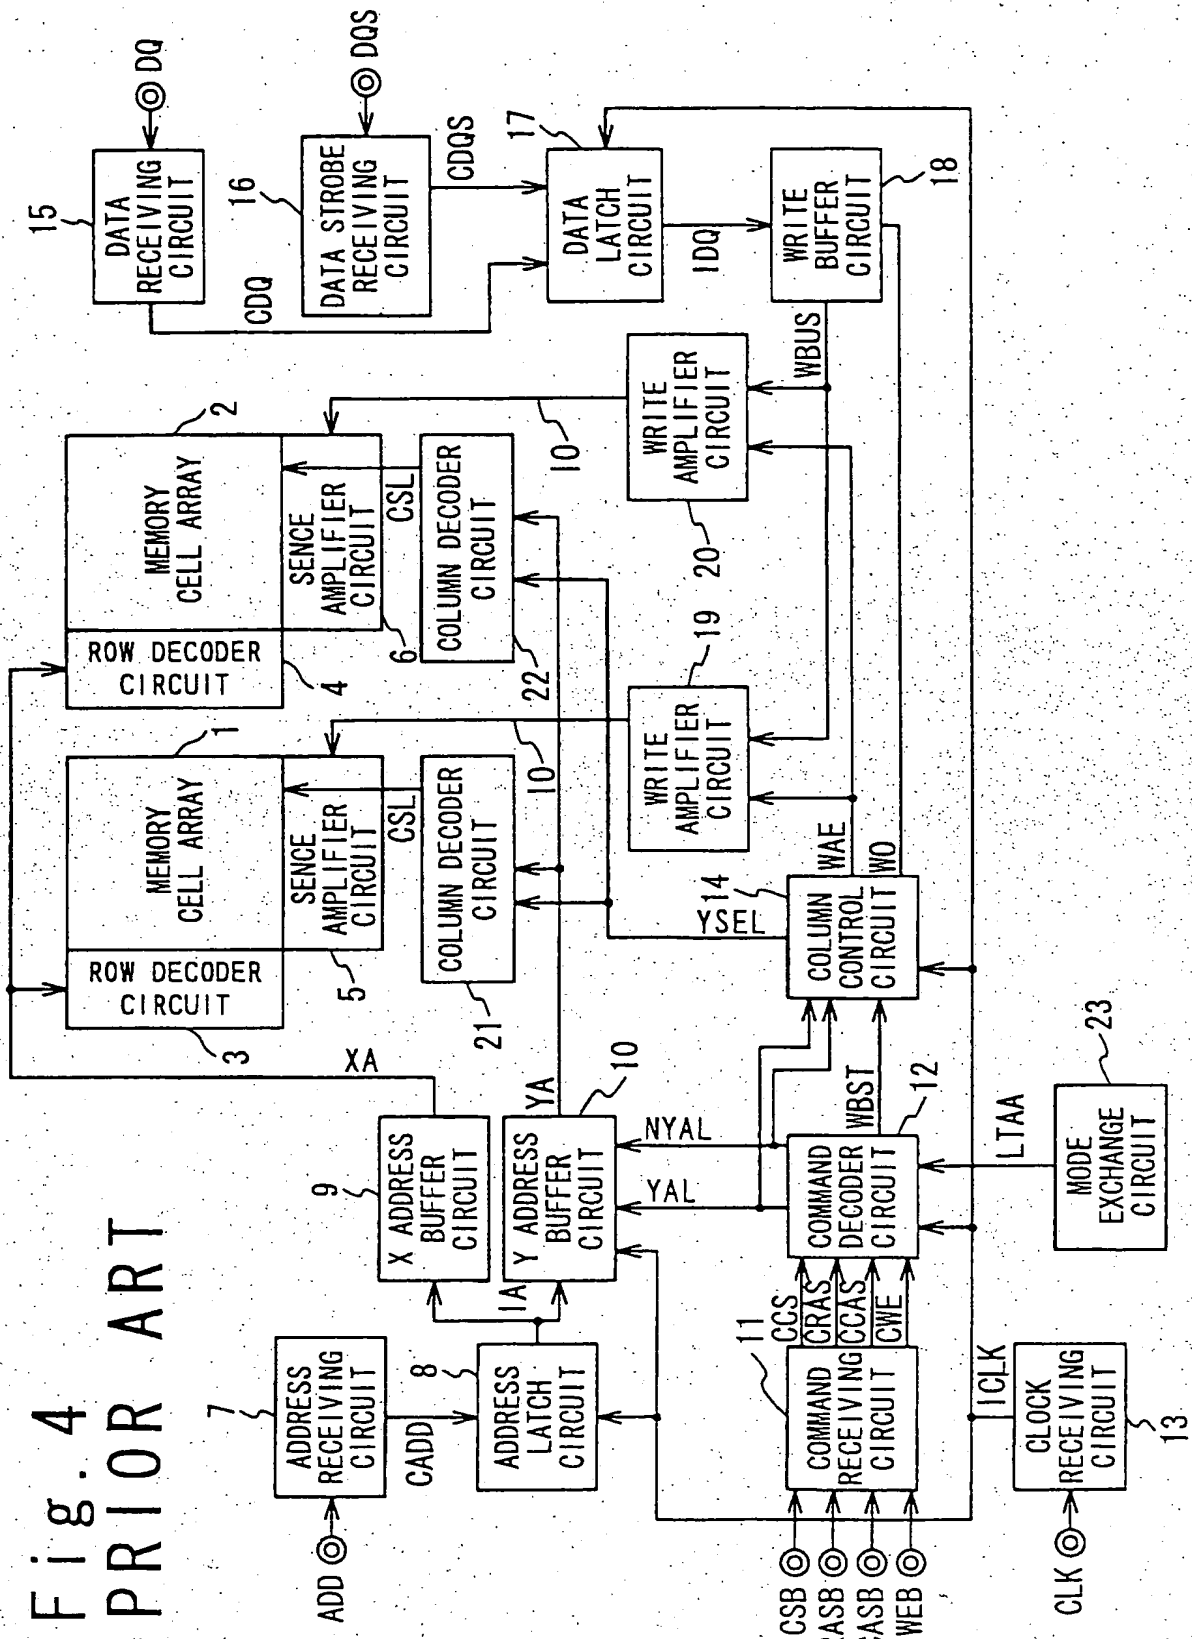 Fig. 4
PRIOR ART
ADD
7
ADDRESS
RECEIVING
CIRCUIT
CADD
8
ADDRESS
LATCH
CIRCUIT
IA
9
X ADDRESS
BUFFER
CIRCUIT
XA
Y ADDRESS
BUFFER
CIRCUIT
10
YA
3
ROW DECODER
CIRCUIT
1
MEMORY
CELL ARRAY
5
SENCE
AMPLIFIER
CIRCUIT
CSL
21
COLUMN DECODER
CIRCUIT
10
4
ROW DECODER
CIRCUIT
2
MEMORY
CELL ARRAY
6
SENCE
AMPLIFIER
CIRCUIT
CSL
22
COLUMN DECODER
CIRCUIT
10
15
DATA
RECEIVING
CIRCUIT
DQ
CDQ
16
DATA STROBE
RECEIVING
CIRCUIT
DQS
CDQS
17
DATA
LATCH
CIRCUIT
IDQ
WRITE
BUFFER
CIRCUIT
18
WBUS
19
WRITE
AMPLIFIER
CIRCUIT
20
WRITE
AMPLIFIER
CIRCUIT
CSB
ASB
ASB
WEB
11
COMMAND
RECEIVING
CIRCUIT
CCS
CRAS
CCAS
CWE
COMMAND
DECODER
CIRCUIT
12
YAL
NYAL
WBST
14
COLUMN
CONTROL
CIRCUIT
YSEL
WAE
WO
CLK
CLOCK
RECEIVING
CIRCUIT
13
ICLK
MODE
EXCHANGE
CIRCUIT
23
LTAA